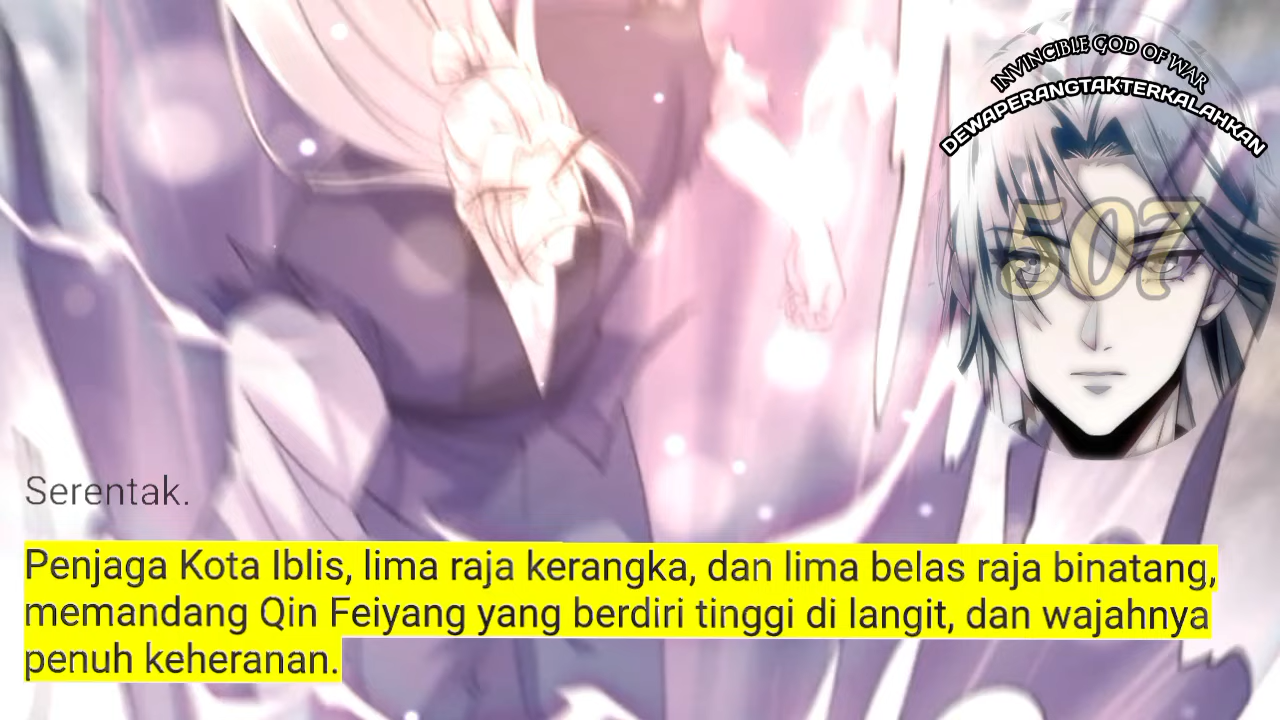 INVINCIBLE GOD OF WAR
DEWAPERANGTAKTERKALAHKAN
507
Serentak.
Penjaga Kota Iblis, lima raja kerangka, dan lima belas raja binatang,
memandang Qin Feiyang yang berdiri tinggi di langit, dan wajahnya
penuh keheranan.